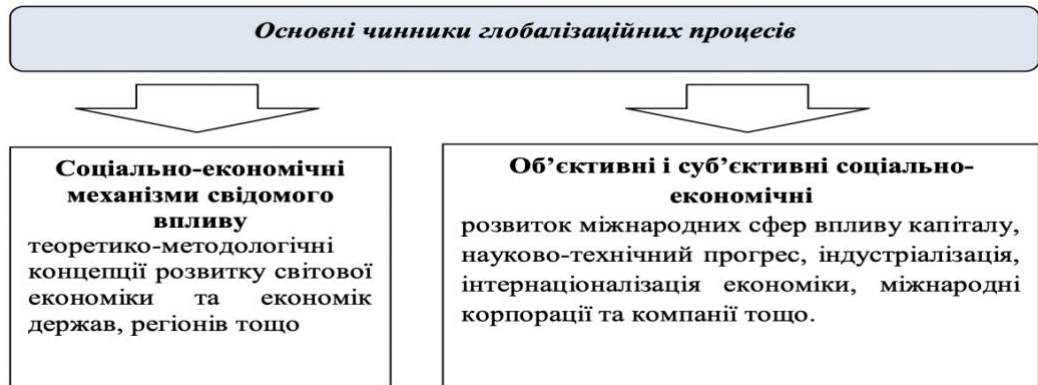 Основні чинники глобалізаційних процесів
Соціально-економічні
механізми свідомого
впливу
теоретико-методологічні
концепції розвитку світової
економіки та економік
держав, регіонів тощо
Об’єктивні і суб’єктивні соціально-
економічні
розвиток міжнародних сфер впливу капіталу,
науково-технічний прогрес, індустріалізація,
інтернаціоналізація економіки, міжнародні
корпорації та компанії тощо.